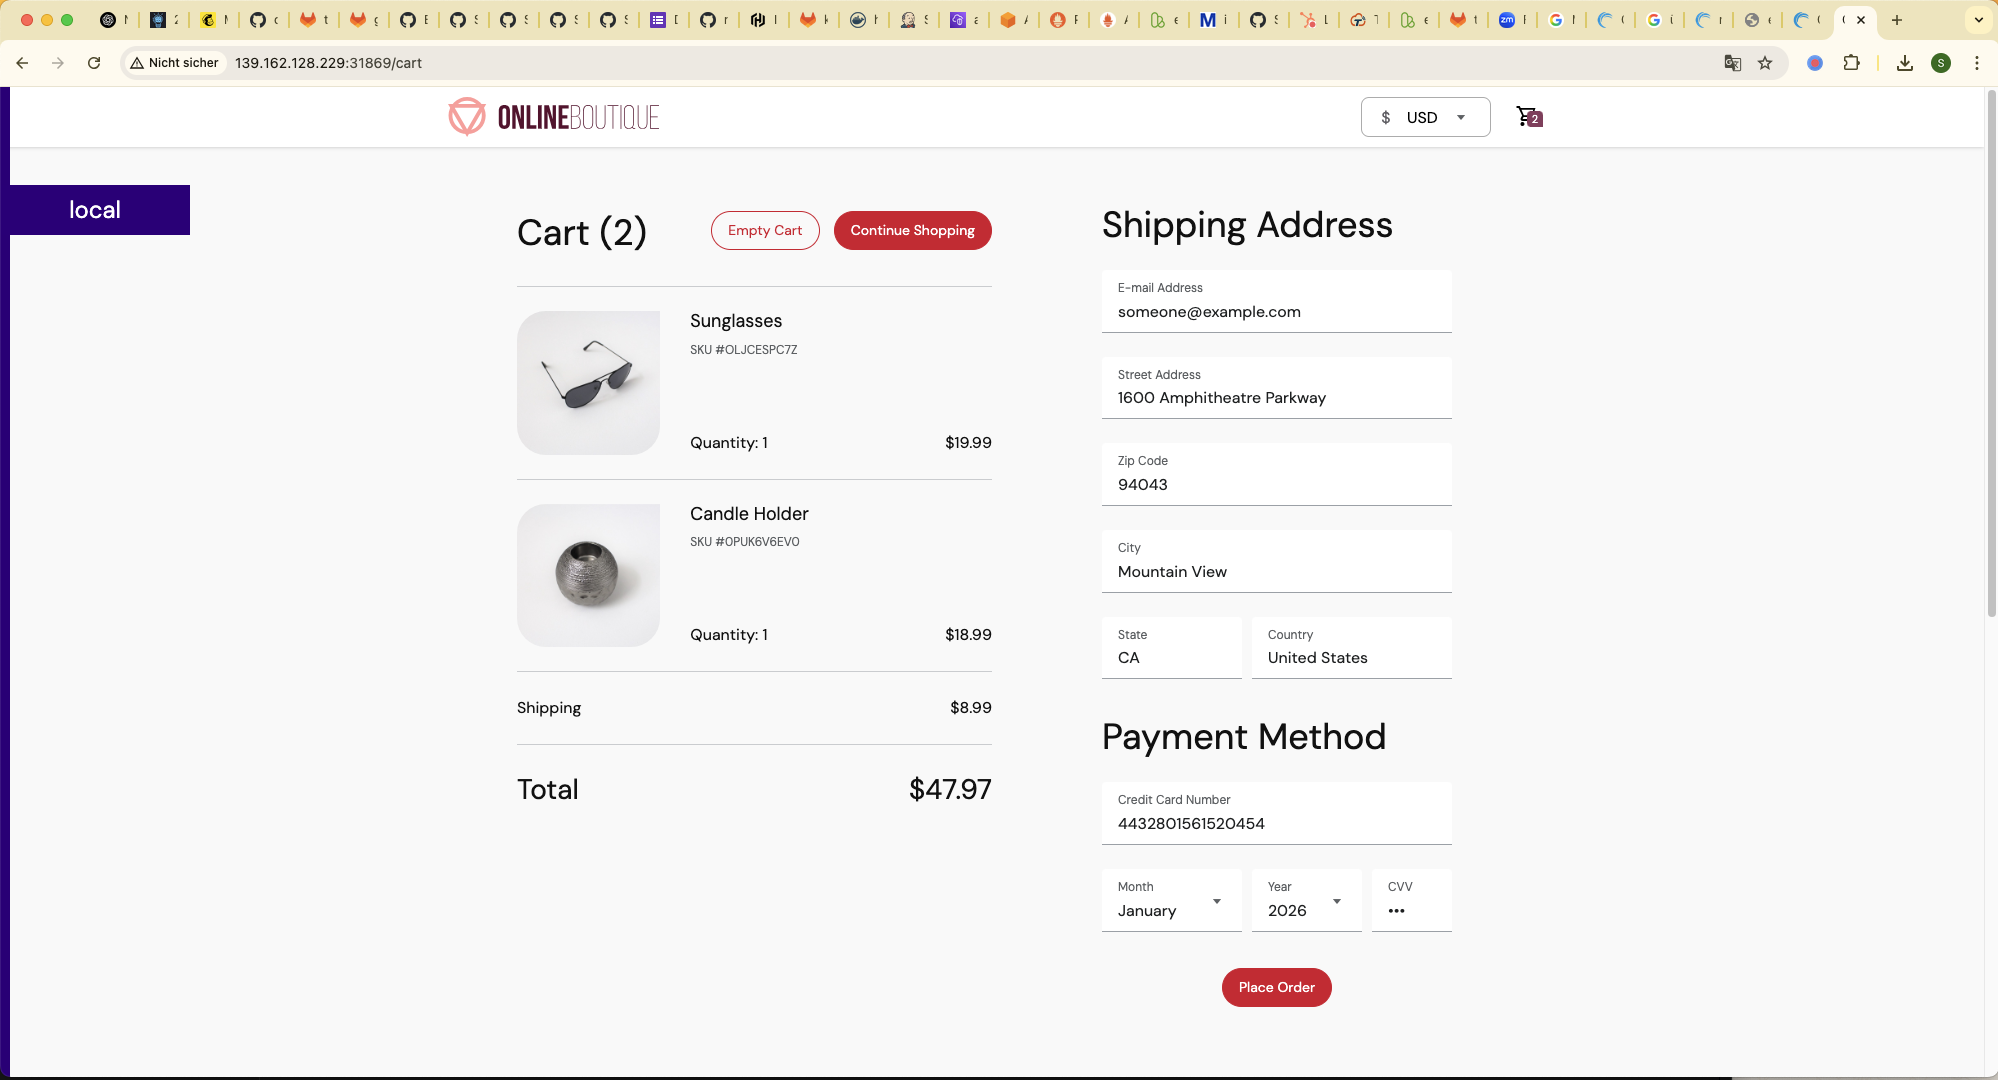 Nicht sicher 139.162.128.229:31869/cart
S
ONLINEBOUTIQUE
$ USD
2
local
Cart (2)
Empty Cart
Continue Shopping
Sunglasses
SKU #OLJCESPC7Z
Quantity: 1
$19.99
Candle Holder
SKU #0PUK6V6EVO
Quantity: 1
$18.99
Shipping
$8.99
Total
$47.97
Shipping Address
E-mail Address
someone@example.com
Street Address
1600 Amphitheatre Parkway
Zip Code
94043
City
Mountain View
State
CA
Country
United States
Payment Method
Credit Card Number
4432801561520454
Month
January
Year
2026
CVV
•••
Place Order